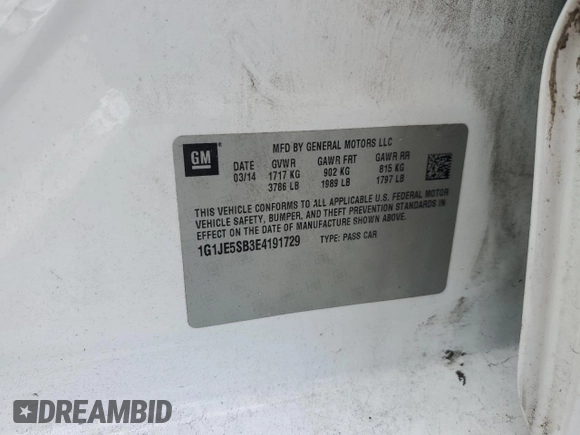 GM
MFD BY GENERAL MOTORS LLC
DATE GVWR GAWR FRT GAWR RR
03/14 1717 KG 902 KG 815 KG
3786 LB 1989 LB 1797 LB
THIS VEHICLE CONFORMS TO ALL APPLICABLE U.S. FEDERAL MOTOR
VEHICLE SAFETY, BUMPER, AND THEFT PREVENTION STANDARDS IN
EFFECT ON THE DATE OF MANUFACTURE SHOWN ABOVE.
1G1JE5SB3E4191729 TYPE: PASS CAR
DREAMBID